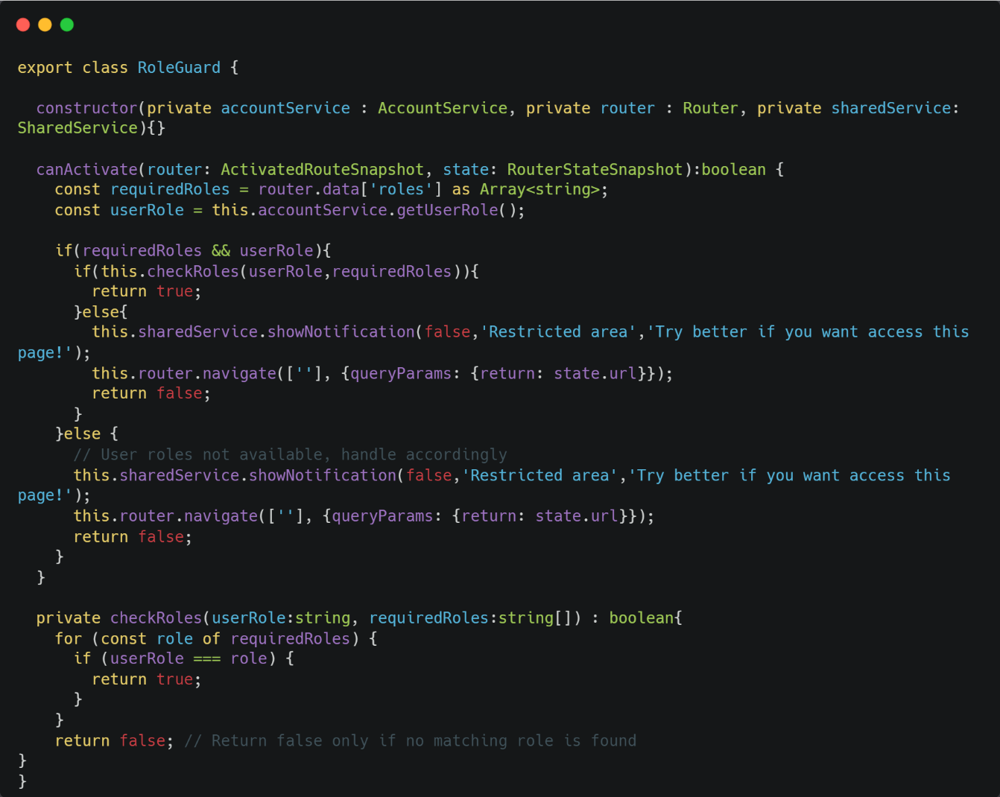 export class RoleGuard {

  constructor(private accountService : AccountService, private router : Router, private sharedService:
SharedService){}

  canActivate(router: ActivatedRouteSnapshot, state: RouterStateSnapshot):boolean {
    const requiredRoles = router.data['roles'] as Array<string>;
    const userRole = this.accountService.getUserRole();

    if(requiredRoles && userRole){
      if(this.checkRoles(userRole,requiredRoles)){
        return true;
      }else{
        this.sharedService.showNotification(false,'Restricted area','Try better if you want access this
page!');
        this.router.navigate([''], {queryParams: {return: state.url}});
        return false;
      }
    }else {
      // User roles not available, handle accordingly
      this.sharedService.showNotification(false,'Restricted area','Try better if you want access this
page!');
      this.router.navigate([''], {queryParams: {return: state.url}});
      return false;
    }
  }

  private checkRoles(userRole:string, requiredRoles:string[]) : boolean{
    for (const role of requiredRoles) {
      if (userRole === role) {
        return true;
      }
    }
    return false; // Return false only if no matching role is found
}
}